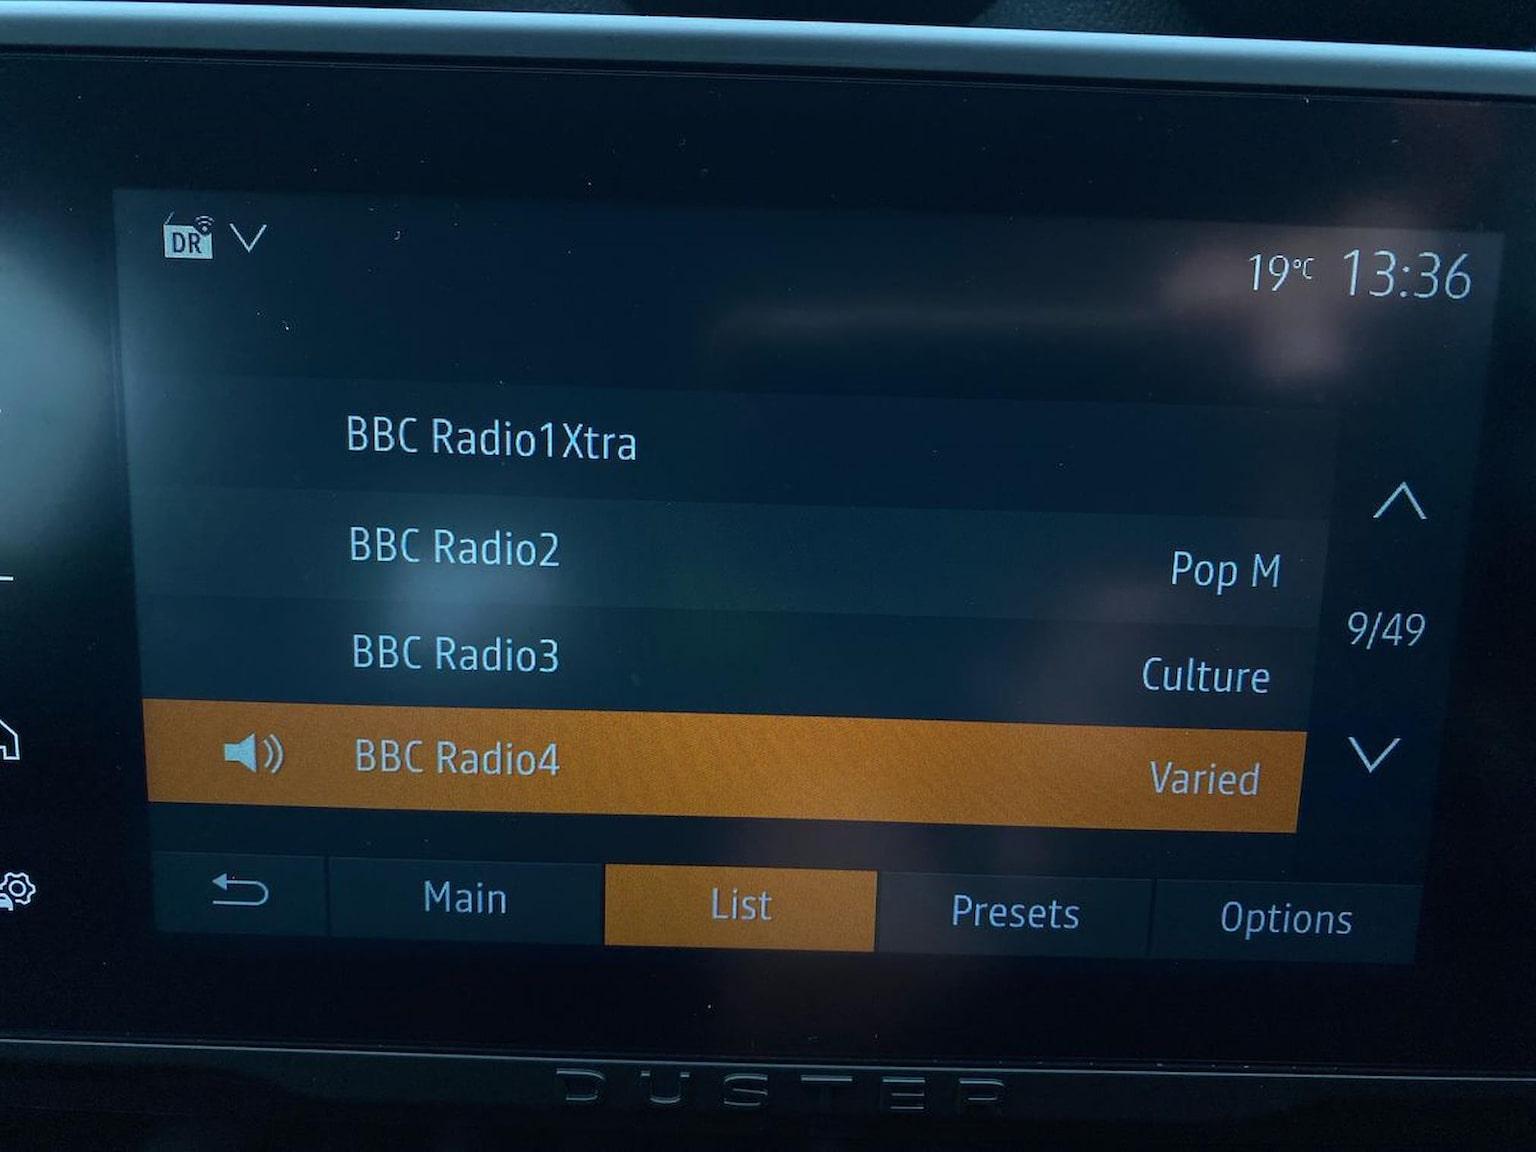 DR
19°C 13:36
BBC Radio1Xtra
BBC Radio2 Pop M
BBC Radio3 Culture
9/49
BBC Radio4 Varied
Main List Presets Options
DUSTER